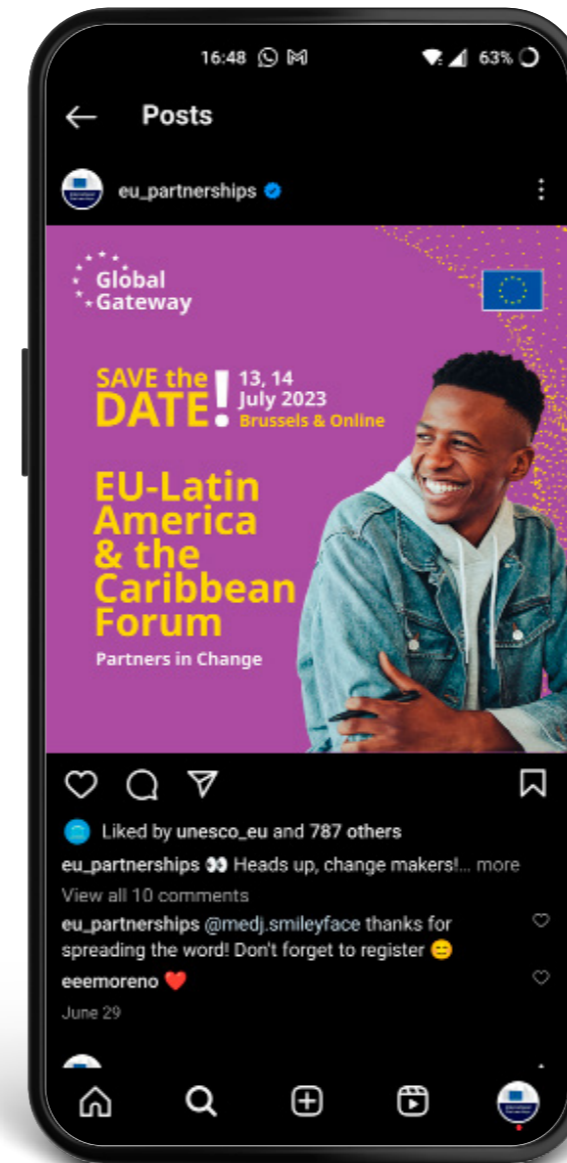 16:48
63%
Posts
eu_partnerships
Global
Gateway
SAVE the
DATE!
13, 14
July 2023
Brussels & Online
EU-Latin
America
& the
Caribbean
Forum
Partners in Change
Liked by unesco_eu and 787 others
eu_partnerships 👀 Heads up, change makers!... more
View all 10 comments
eu_partnerships @medj.smileyface thanks for
spreading the word! Don't forget to register 😊
eeemoreno ❤️
June 29